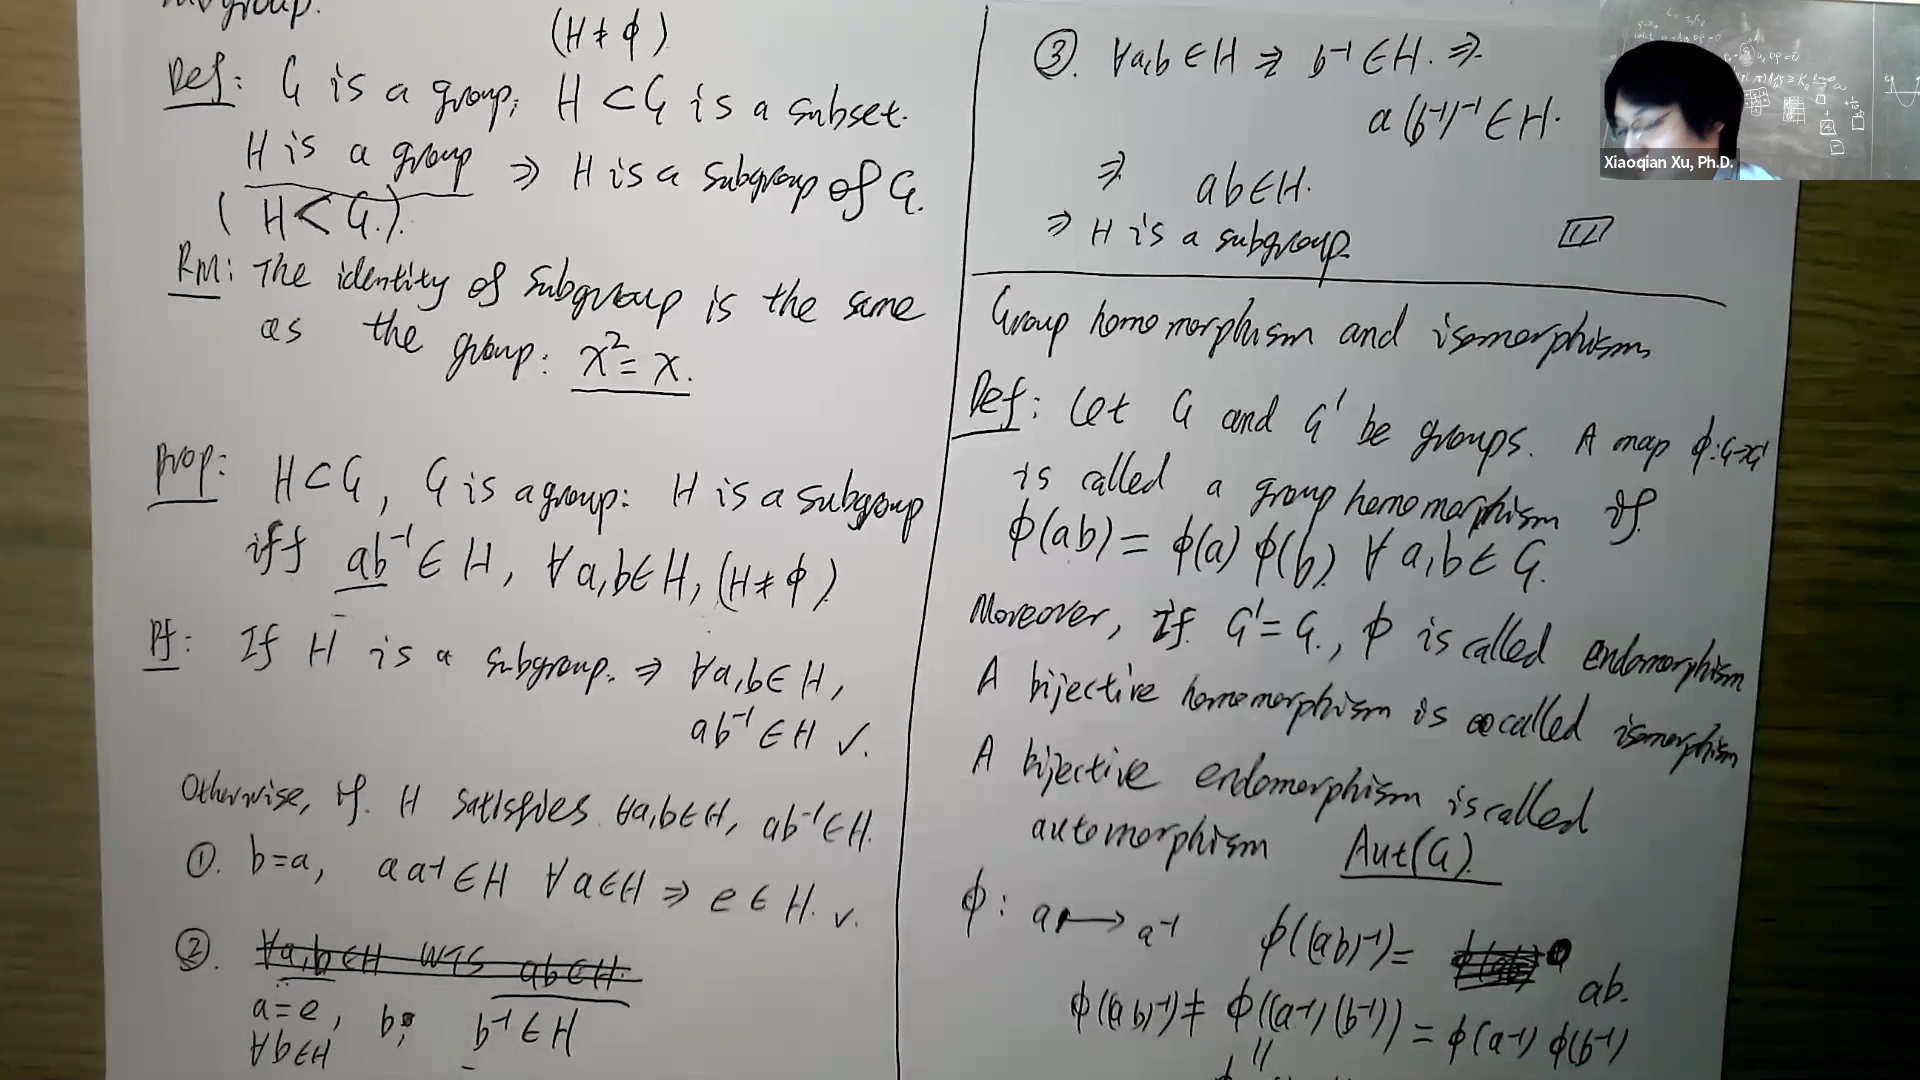 subgroup.
(H ≠ ϕ)
Def: G is a group, H ⊂ G is a subset.
H is a group ⇒ H is a subgroup of G.
(H < G.).
RM: The identity of subgroup is the same
as the group: x² = x.
prop: H ⊂ G, G is a group: H is a subgroup
iff ab⁻¹ ∈ H, ∀a,b ∈ H, (H ≠ ϕ).
Pf: If H is a subgroup. ⇒ ∀a,b ∈ H,
ab⁻¹ ∈ H ✓.
Otherwise, if. H satisfies ∀a,b ∈ H, ab⁻¹ ∈ H.
①. b=a, aa⁻¹ ∈ H ∀a ∈ H ⇒ e ∈ H. ✓.
②. ∀a,b ∈ H WTS ab ∈ H.
a=e, b; b⁻¹ ∈ H
∀b ∈ H
③. ∀a,b ∈ H ⇒ b⁻¹ ∈ H. ⇒
a(b⁻¹)⁻¹ ∈ H.
⇒ ab ∈ H.
⇒ H is a subgroup.
Group homomorphism and isomorphism
Def: Let G and G' be groups. A map ϕ: G→G'
is called a group homomorphism if
ϕ(ab) = ϕ(a) ϕ(b). ∀a,b ∈ G.
Moreover, If. G' = G., ϕ is called endomorphism
A bijective homomorphism is called isomorphism
A bijective endomorphism is called
automorphism Aut(G).
ϕ: a ↦ a⁻¹ ϕ((ab)⁻¹) = ab.
ϕ((ab)⁻¹) ≠ ϕ((a⁻¹)(b⁻¹)) = ϕ(a⁻¹) ϕ(b⁻¹)
Xiaoqian Xu, Ph.D.